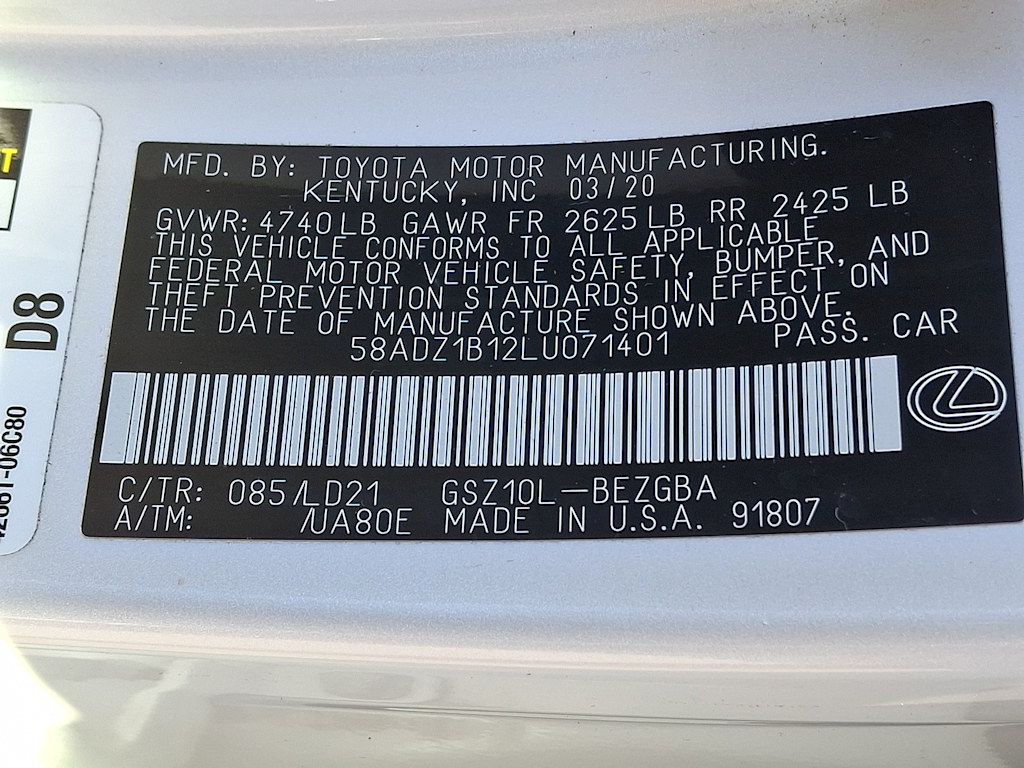 MFD. BY: TOYOTA MOTOR MANUFACTURING.
KENTUCKY, INC 03/20
GVWR: 4740LB GAWR FR 2625LB RR 2425 LB
THIS VEHICLE CONFORMS TO ALL APPLICABLE
FEDERAL MOTOR VEHICLE SAFETY, BUMPER, AND
THEFT PREVENTION STANDARDS IN EFFECT ON
THE DATE OF MANUFACTURE SHOWN ABOVE.
58ADZ1B12LU071401 PASS. CAR
C/TR: 085/LD21 GSZ10L-BEZGBA
A/TM: /UA80E MADE IN U.S.A. 91807
T
D8
-06C80